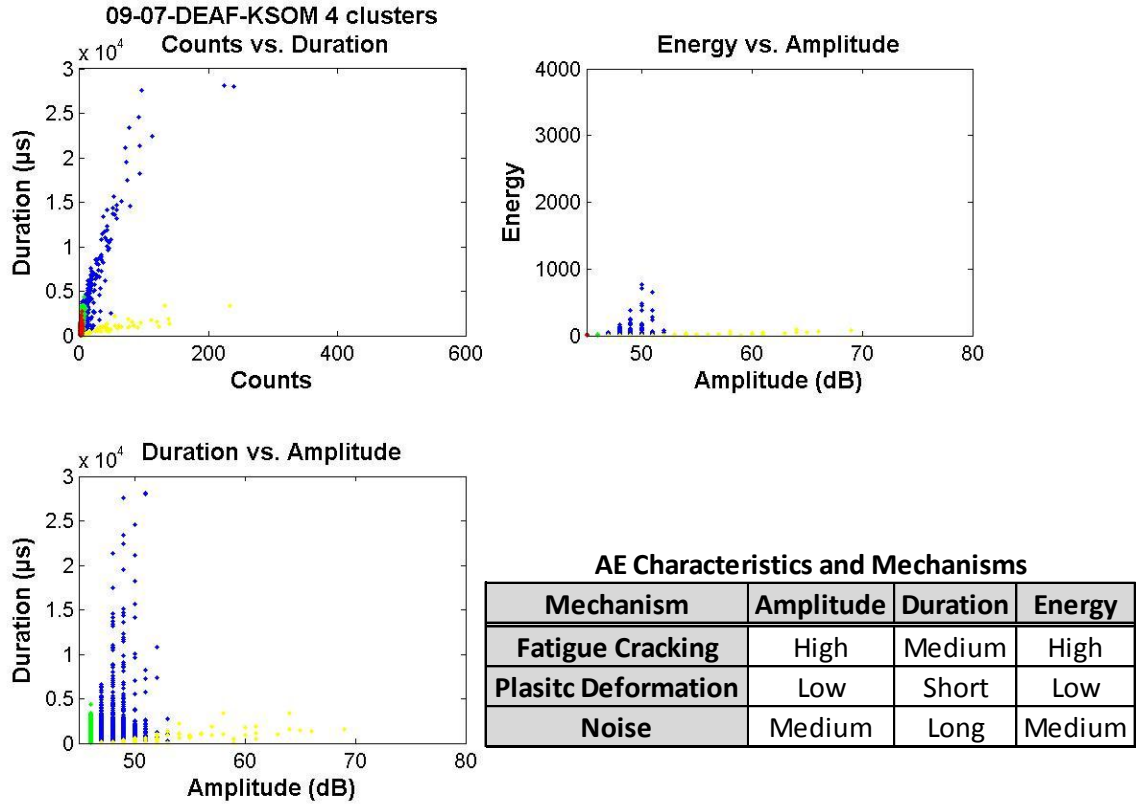 09-07-DEAF-KSOM 4 clusters
Counts vs. Duration
x 10⁴
3
2.5
2
1.5
1
0.5
0
Duration (µs)
0 200 400 600
Counts
Energy vs. Amplitude
4000
3000
2000
1000
0
Energy
50 60 70 80
Amplitude (dB)
Duration vs. Amplitude
x 10⁴
3
2.5
2
1.5
1
0.5
0
Duration (µs)
50 60 70 80
Amplitude (dB)
AE Characteristics and Mechanisms
Mechanism Amplitude Duration Energy
Fatigue Cracking High Medium High
Plasitc Deformation Low Short Low
Noise Medium Long Medium